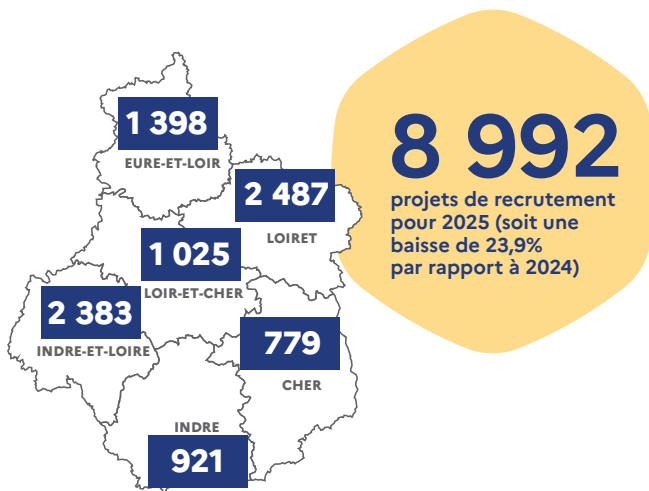 1 398
EURE-ET-LOIR
2 487
LOIRET
1 025
LOIR-ET-CHER
2 383
INDRE-ET-LOIRE
779
CHER
INDRE
921
8 992
projets de recrutement
pour 2025 (soit une
baisse de 23,9%
par rapport à 2024)